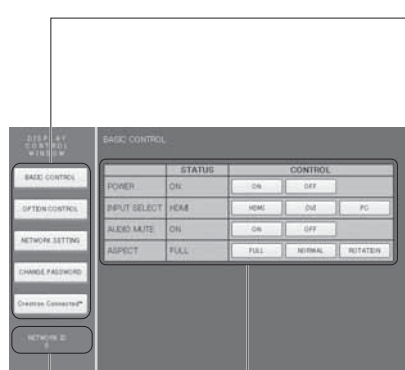 DISPLAY
CONTROL
WINDOW
BASIC CONTROL
OPTION CONTROL
NETWORK SETTING
CHANGE PASSWORD
Crestron Connected™
NETWORK ID
0
BASIC CONTROL
STATUS CONTROL
POWER ON ON OFF
INPUT SELECT HDMI HDMI DVI PC
AUDIO MUTE ON ON OFF
ASPECT FULL FULL NORMAL ROTATION